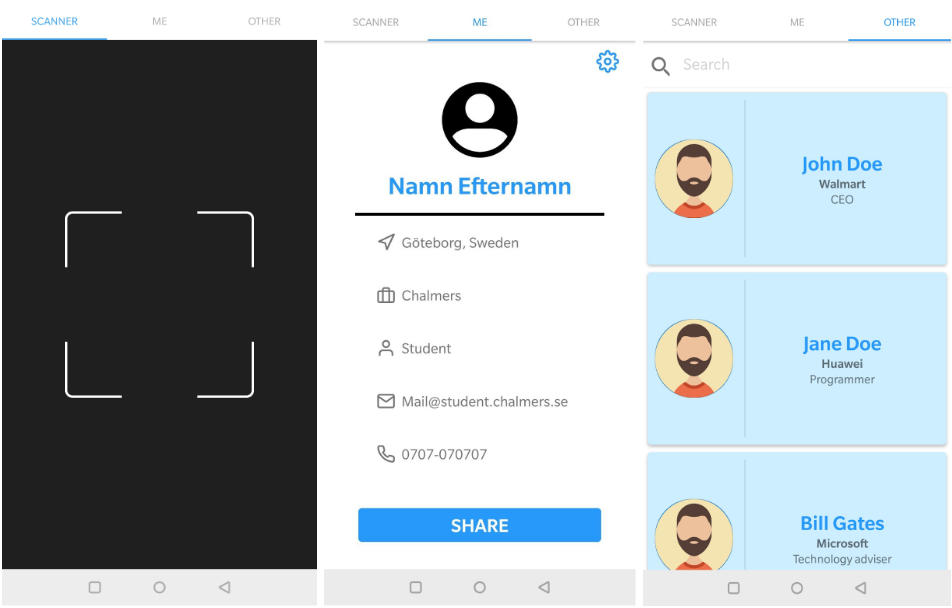 SCANNER ME OTHER
SCANNER ME OTHER
Namn Efternamn
Göteborg, Sweden
Chalmers
Student
Mail@student.chalmers.se
0707-070707
SHARE
SCANNER ME OTHER
Search
John Doe
Walmart
CEO
Jane Doe
Huawei
Programmer
Bill Gates
Microsoft
Technology adviser